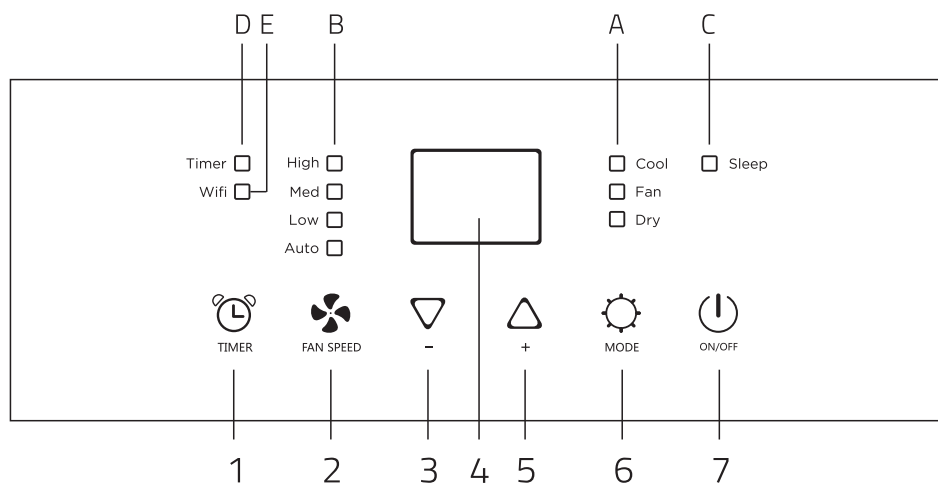 D E B A C
Timer High Cool Sleep
Wifi Med Fan
Low Dry
Auto
TIMER FAN SPEED - + MODE ON/OFF
1 2 3 4 5 6 7